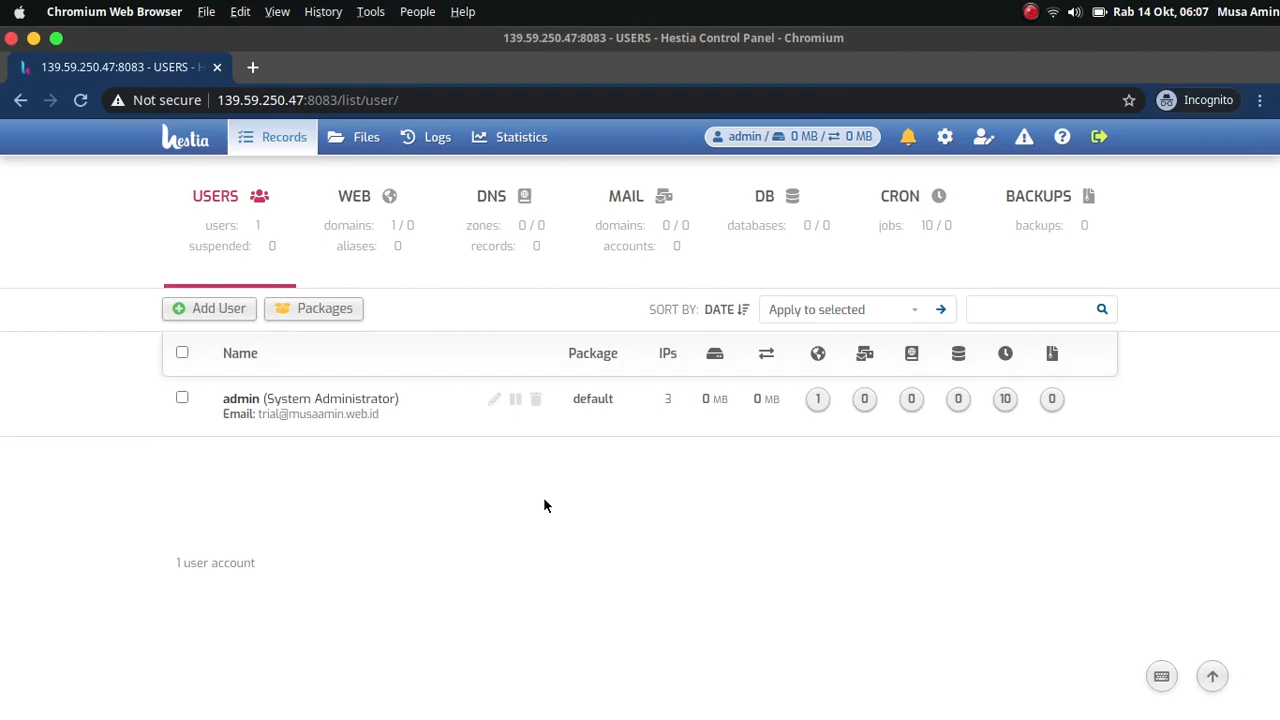 Chromium Web Browser File Edit View History Tools People Help Rab 14 Okt, 06:07 Musa Amin
139.59.250.47:8083 - USERS - Hestia Control Panel - Chromium
139.59.250.47:8083 - USERS - H
Not secure 139.59.250.47:8083/list/user/ Incognito
hestia Records Files Logs Statistics admin / 0 MB / 0 MB
USERS WEB DNS MAIL DB CRON BACKUPS
users: 1 domains: 1 / 0 zones: 0 / 0 domains: 0 / 0 databases: 0 / 0 jobs: 10 / 0 backups: 0
suspended: 0 aliases: 0 records: 0 accounts: 0
Add User Packages SORT BY: DATE Apply to selected
Name Package IPs
admin (System Administrator) default 3 0 MB 0 MB 1 0 0 0 10 0
Email: trial@musaamin.web.id
1 user account